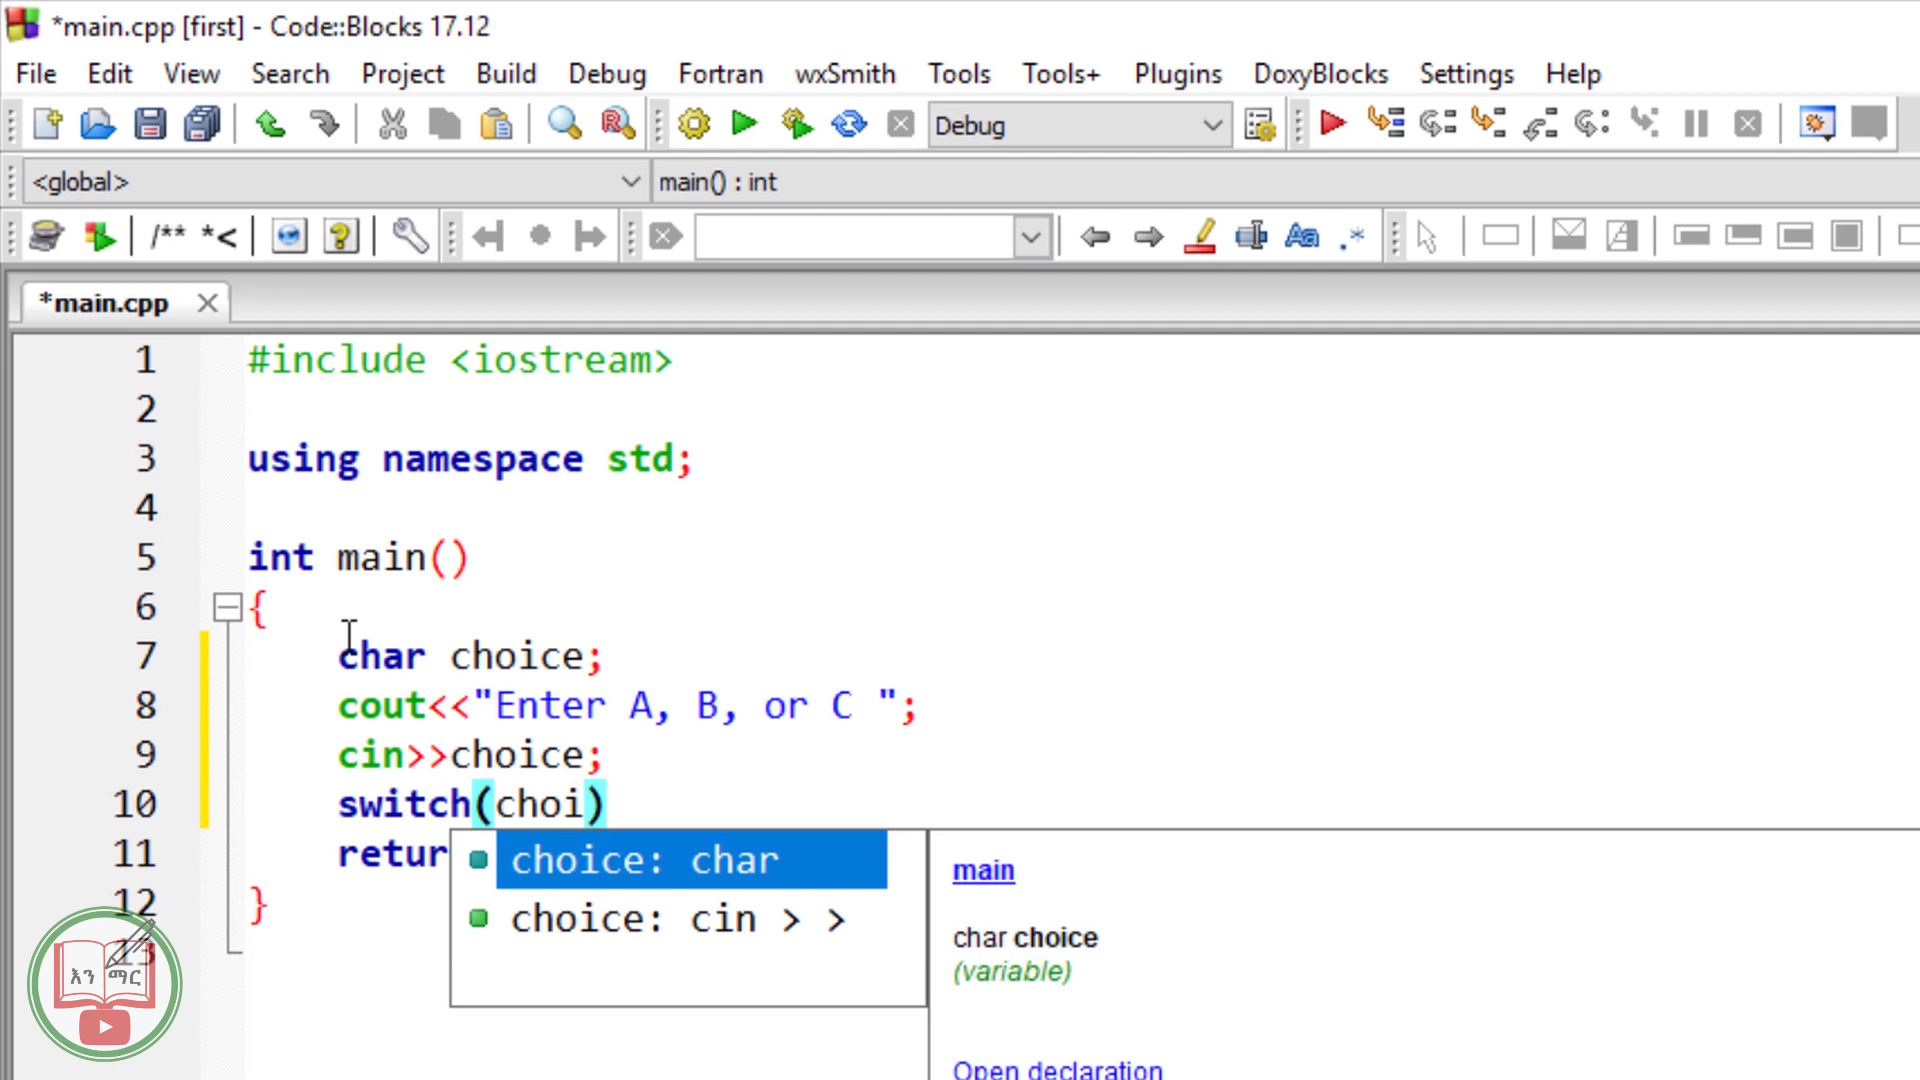 *main.cpp [first] - Code::Blocks 17.12
File Edit View Search Project Build Debug Fortran wxSmith Tools Tools+ Plugins DoxyBlocks Settings Help
Debug
<global> main() : int
/** *<
*main.cpp
1 #include <iostream>
2
3 using namespace std;
4
5 int main()
6 {
7 char choice;
8 cout<<"Enter A, B, or C ";
9 cin>>choice;
10 switch(choi)
11 retur
12 }
13
choice: char
choice: cin > >
main
char choice
(variable)
Open declaration
እን ማር